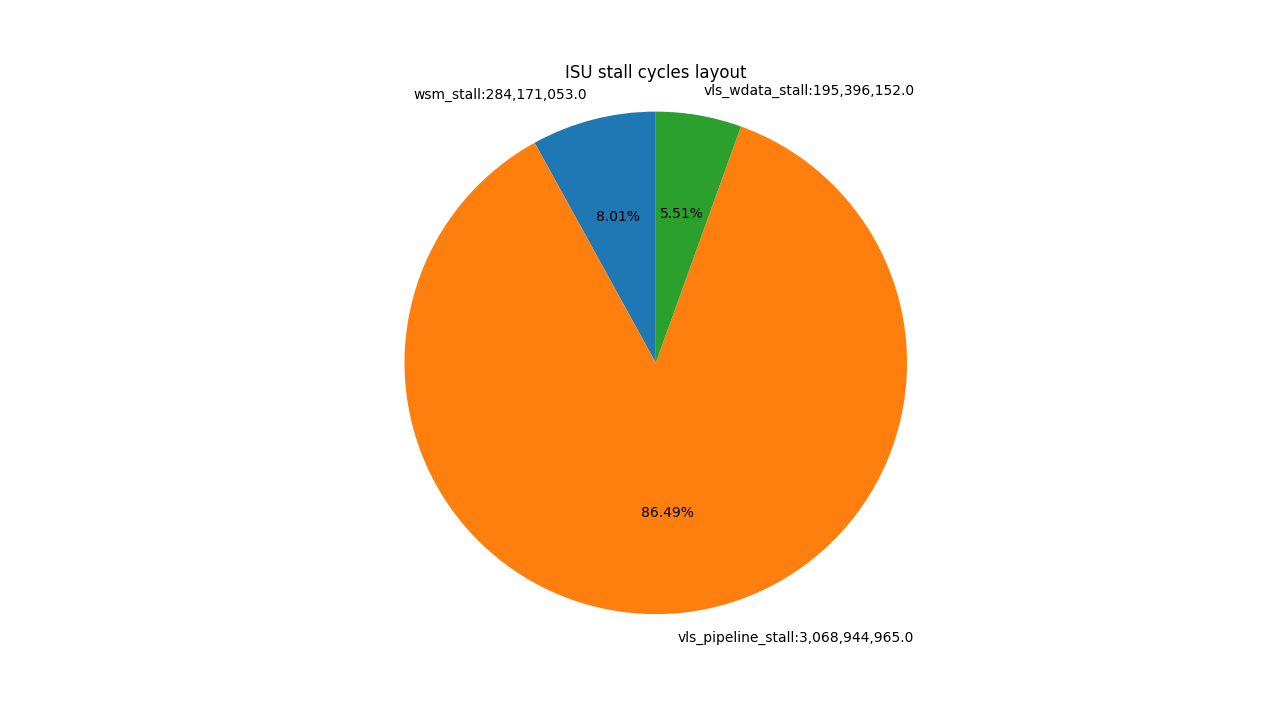 ISU stall cycles layout
wsm_stall:284,171,053.0
vls_wdata_stall:195,396,152.0
8.01%
5.51%
86.49%
vls_pipeline_stall:3,068,944,965.0